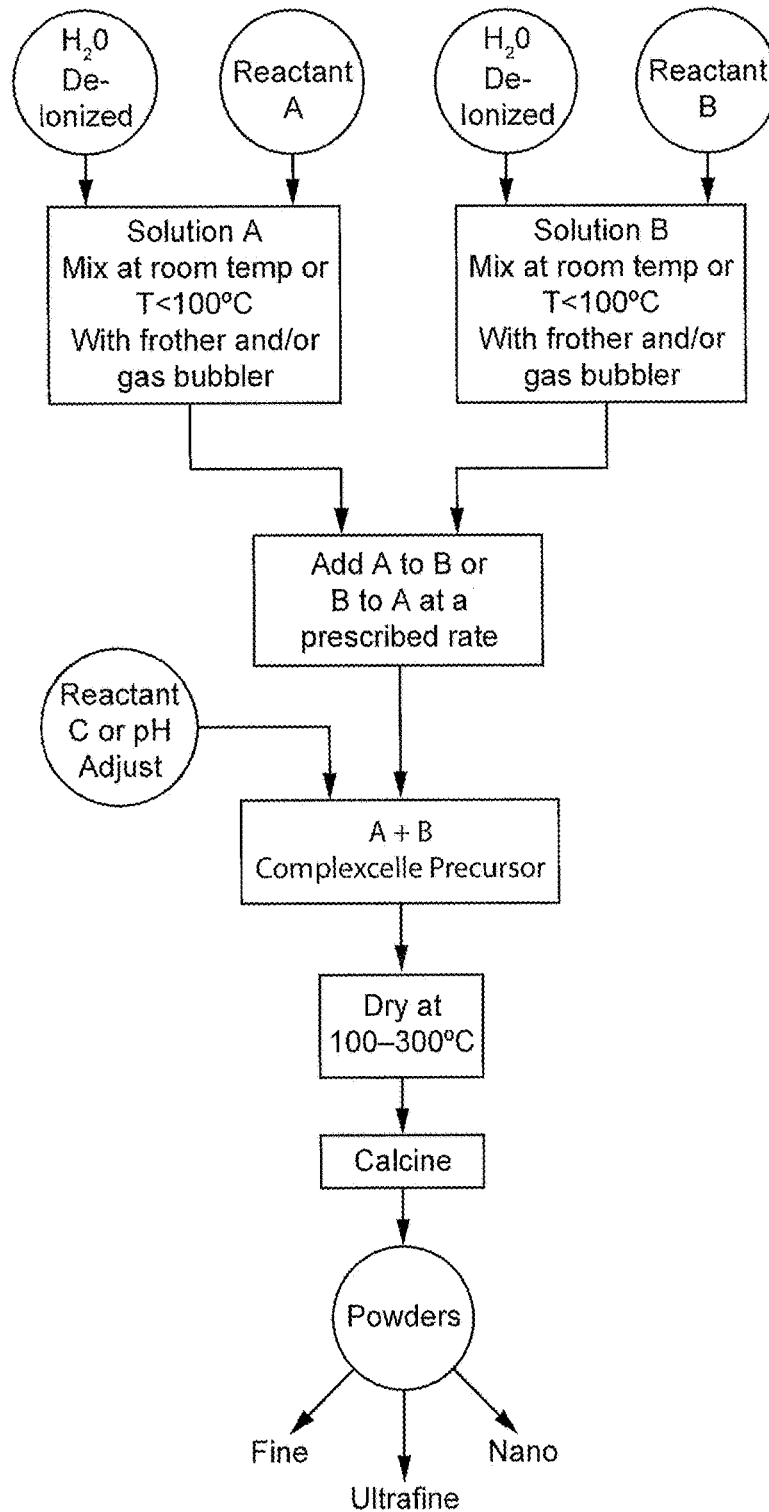 H₂0
De-
Ionized
Reactant
A
H₂0
De-
Ionized
Reactant
B
Solution A
Mix at room temp or
T<100ºC
With frother and/or
gas bubbler
Solution B
Mix at room temp or
T<100ºC
With frother and/or
gas bubbler
Add A to B or
B to A at a
prescribed rate
Reactant
C or pH
Adjust
A + B
Complexcelle Precursor
Dry at
100–300ºC
Calcine
Powders
Fine
Nano
Ultrafine